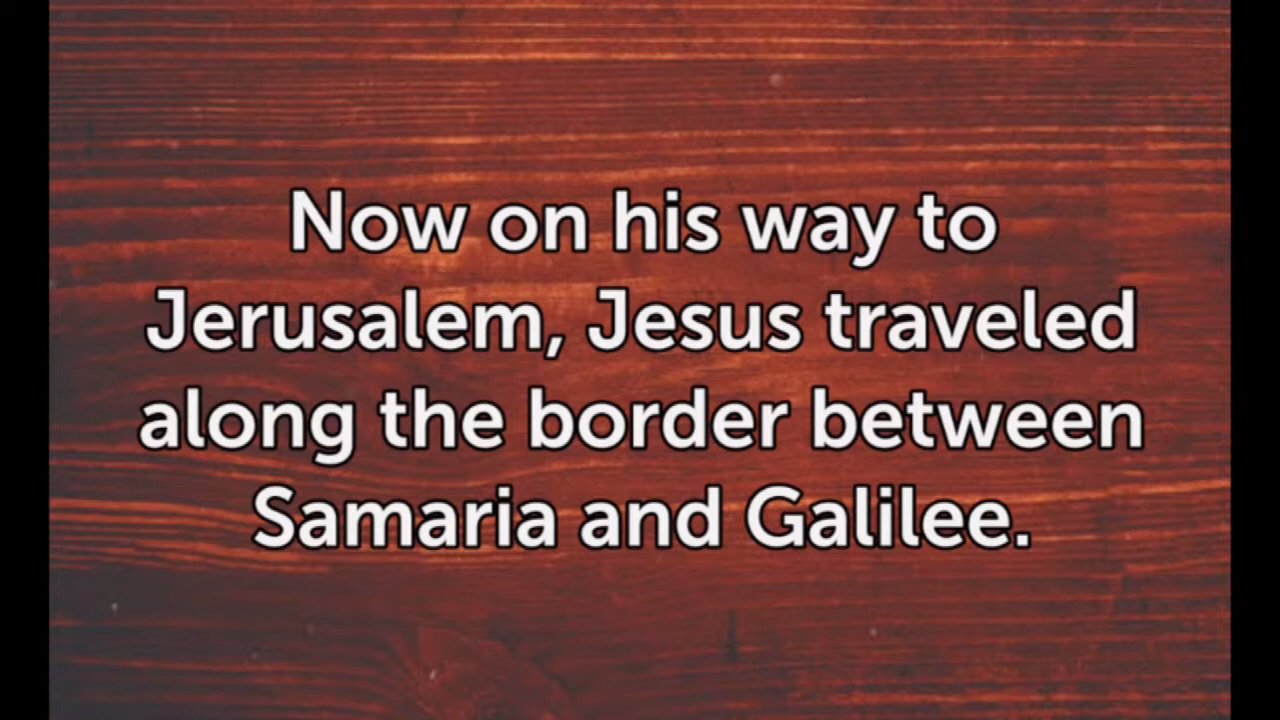 Now on his way to
Jerusalem, Jesus traveled
along the border between
Samaria and Galilee.